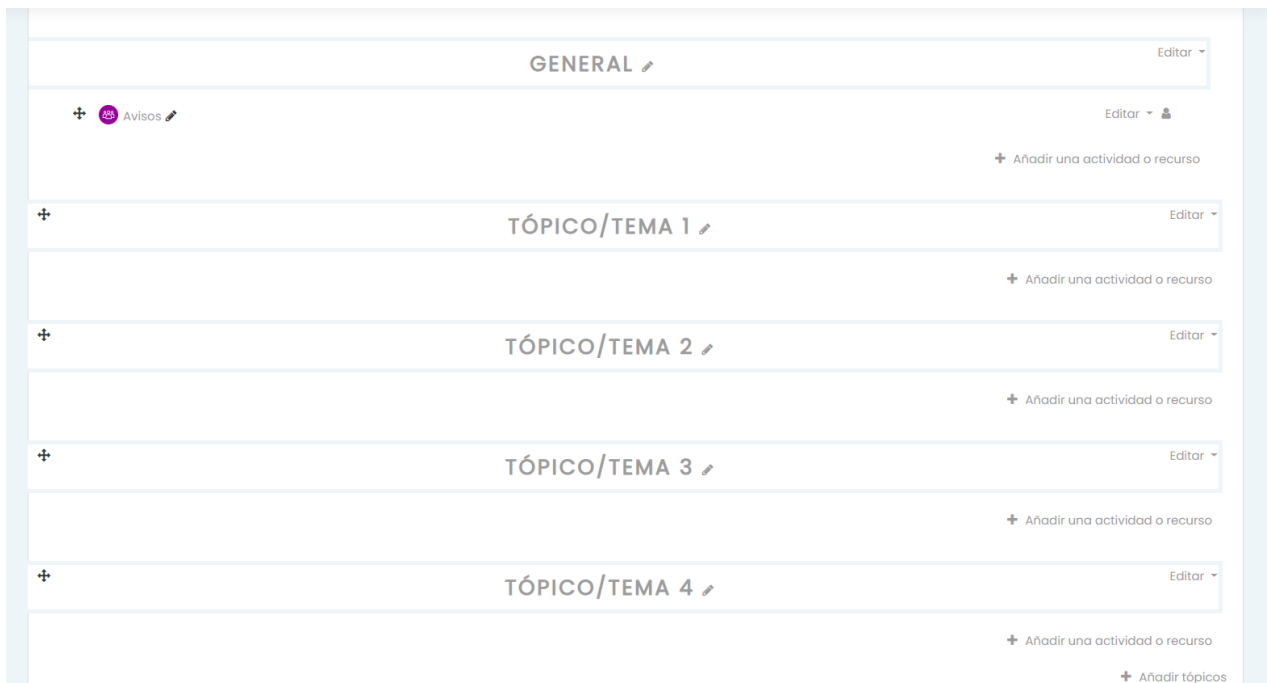 GENERAL
Editar
Avisos
Editar
Añadir una actividad o recurso
TÓPICO/TEMA 1
Editar
Añadir una actividad o recurso
TÓPICO/TEMA 2
Editar
Añadir una actividad o recurso
TÓPICO/TEMA 3
Editar
Añadir una actividad o recurso
TÓPICO/TEMA 4
Editar
Añadir una actividad o recurso
Añadir tópicos